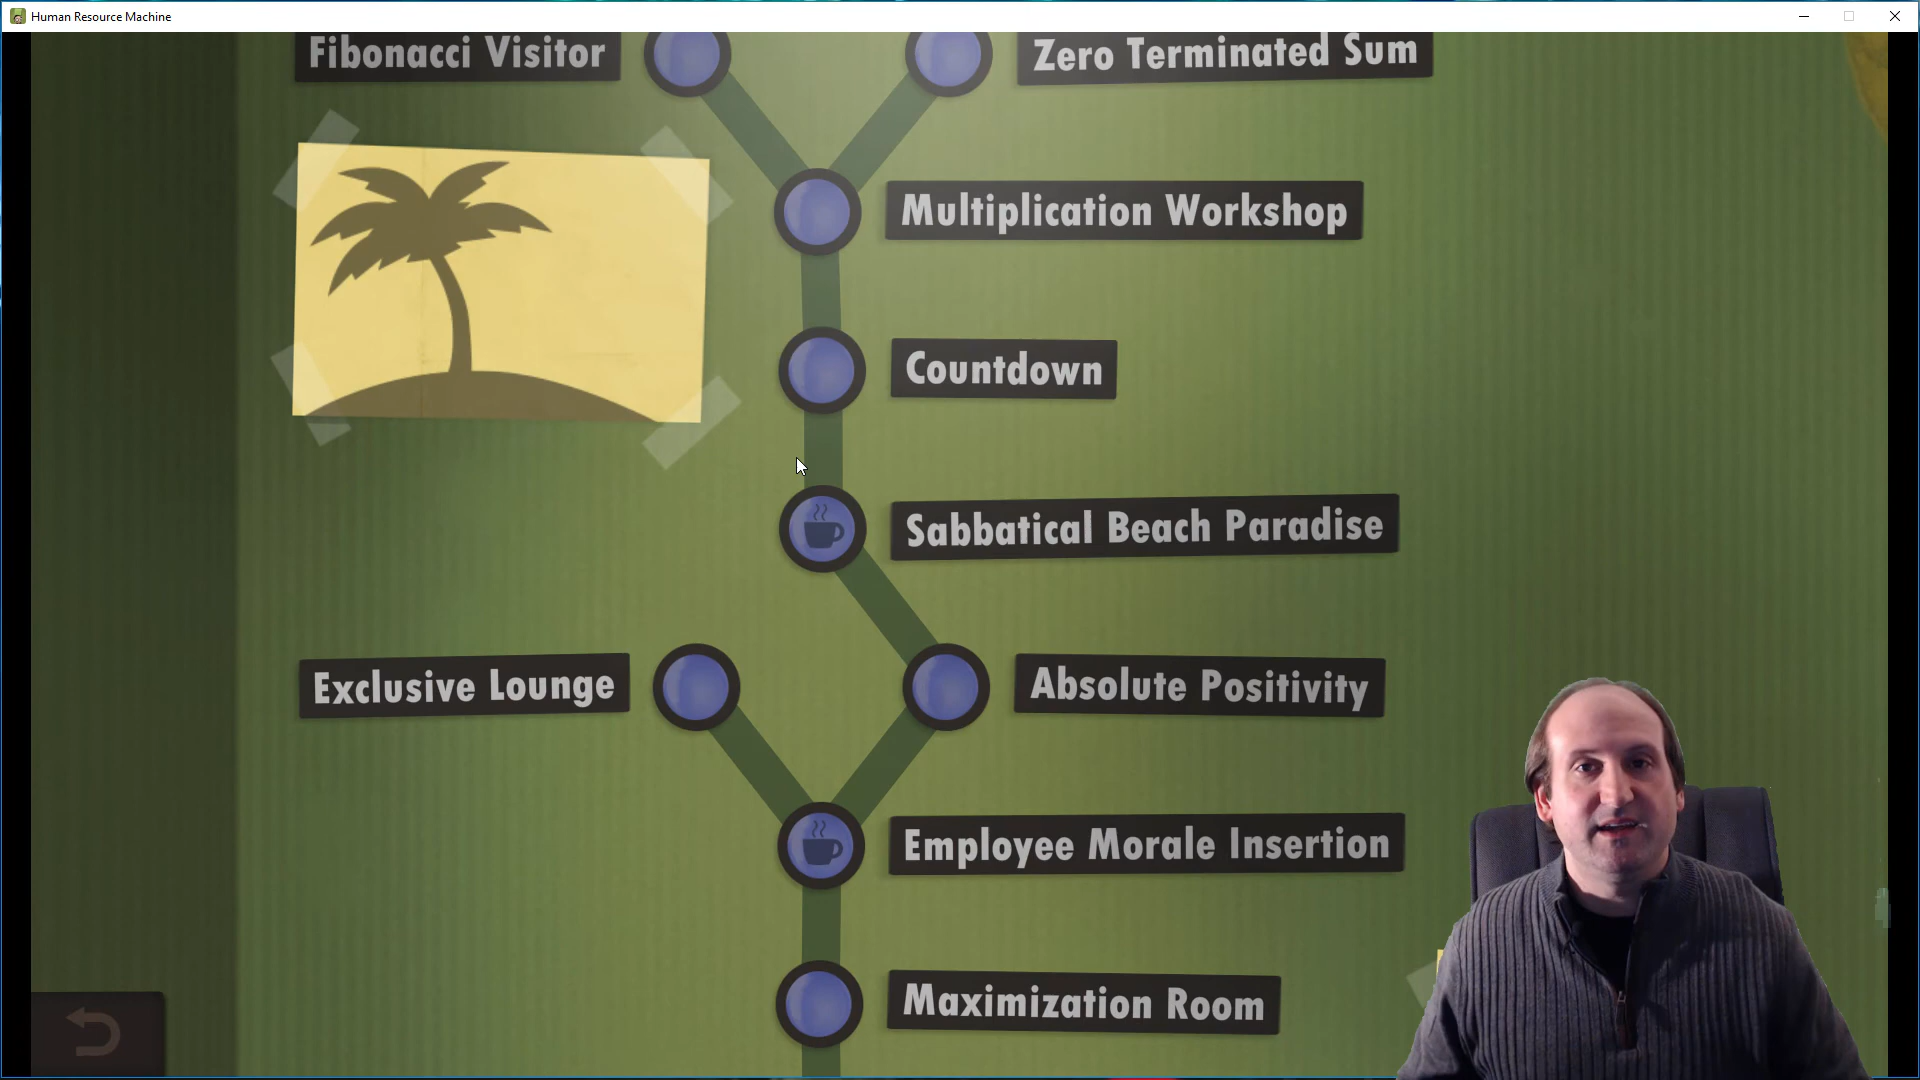 Human Resource Machine
Fibonacci Visitor
Zero Terminated Sum
Multiplication Workshop
Countdown
Sabbatical Beach Paradise
Exclusive Lounge
Absolute Positivity
Employee Morale Insertion
Maximization Room